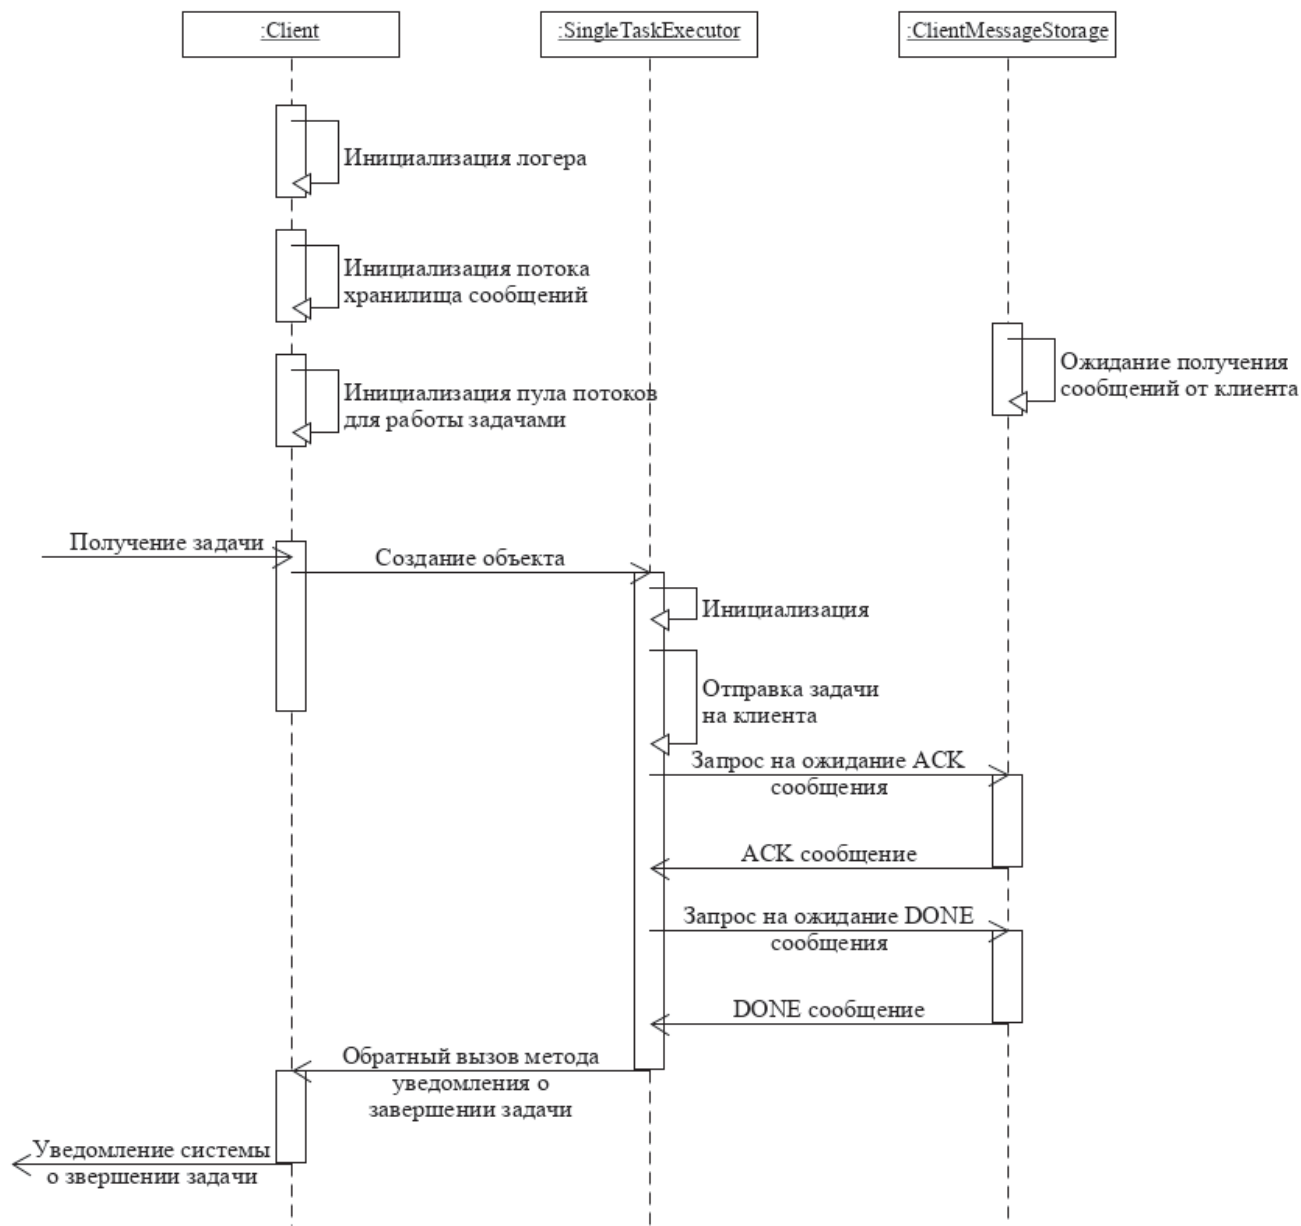 :Client
:SingleTaskExecutor
:ClientMessageStorage
Инициализация логера
Инициализация потока
хранилища сообщений
Ожидание получения
сообщений от клиента
Инициализация пула потоков
для работы задачами
Получение задачи
Создание объекта
Инициализация
Отправка задачи
на клиента
Запрос на ожидание ACK
сообщения
ACK сообщение
Запрос на ожидание DONE
сообщения
DONE сообщение
Обратный вызов метода
уведомления о
завершении задачи
Уведомление системы
о звершении задачи